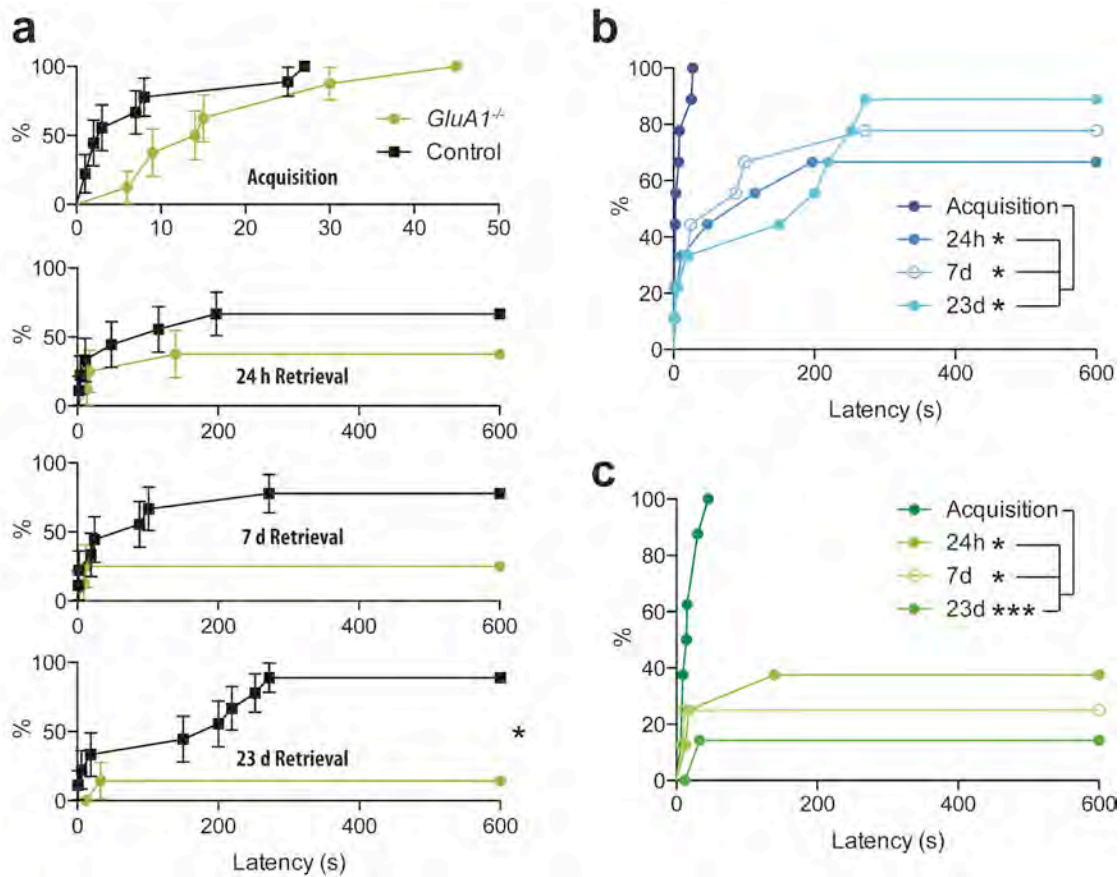 a
100
50
0
%
0 10 20 30 40 50
GluA1-/-
Control
Acquisition
100
50
0
%
24 h Retrieval
0 200 400 600
100
50
0
%
7 d Retrieval
0 200 400 600
100
50
0
%
23 d Retrieval
*
0 200 400 600
Latency (s)
b
100
80
60
40
20
0
%
Acquisition
24h *
7d *
23d *
0 200 400 600
Latency (s)
c
100
80
60
40
20
0
%
Acquisition
24h *
7d *
23d ***
0 200 400 600
Latency (s)